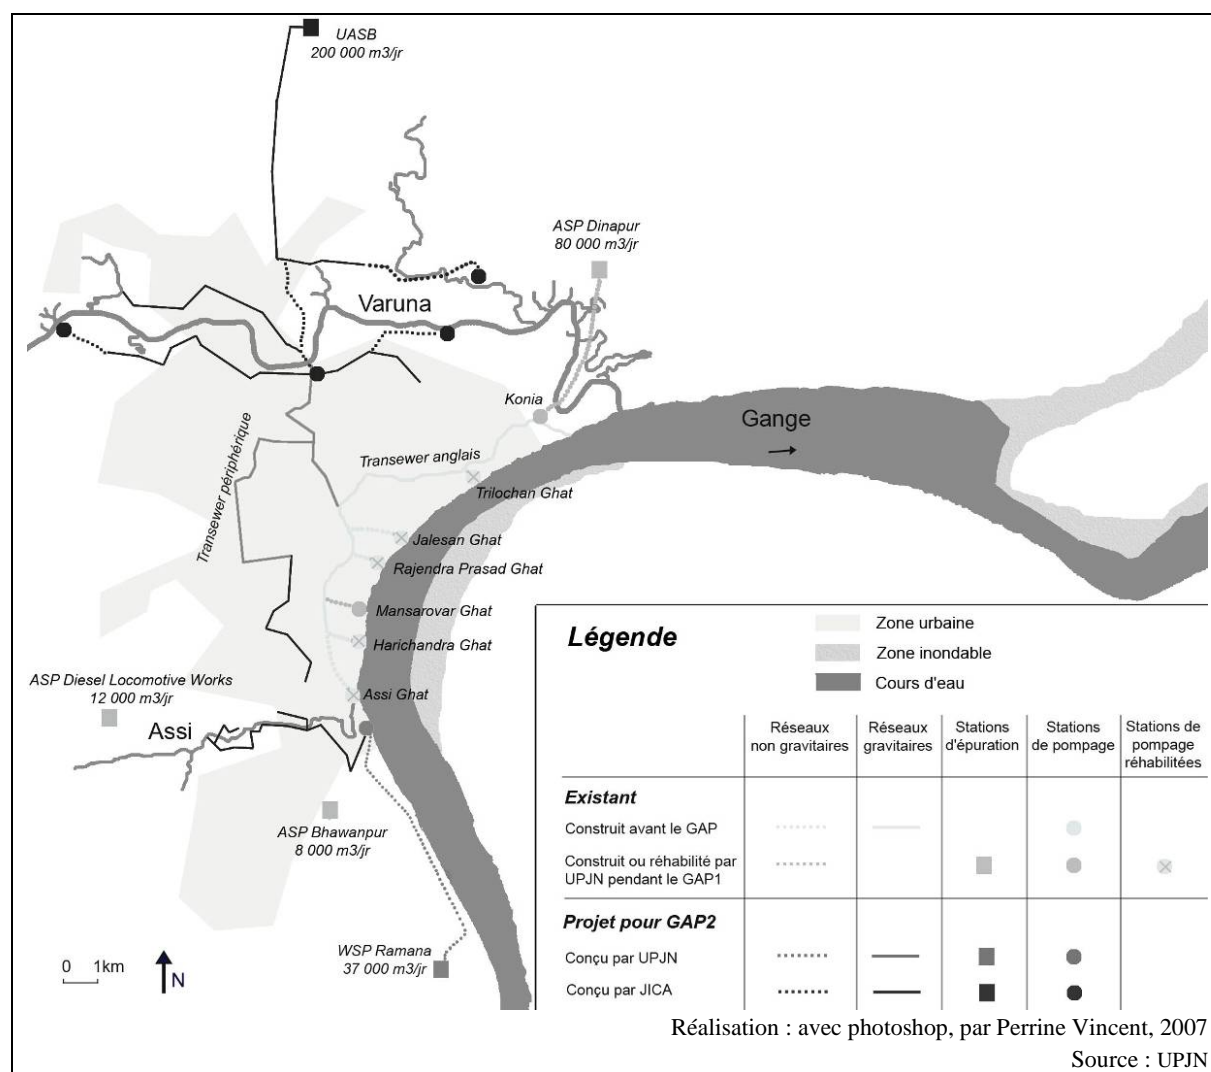 UASB
200 000 m3/jr
ASP Dinapur
80 000 m3/jr
Varuna
Konia
Gange
Transewer anglais
Transewer périphérique
Trilochan Ghat
Jalesan Ghat
Rajendra Prasad Ghat
Mansarovar Ghat
Harichandra Ghat
ASP Diesel Locomotive Works
12 000 m3/jr
Assi Ghat
Assi
ASP Bhawanpur
8 000 m3/jr
WSP Ramana
37 000 m3/jr
0 1km
N
Légende
Zone urbaine
Zone inondable
Cours d'eau
Réseaux
non gravitaires
Réseaux
gravitaires
Stations
d'épuration
Stations
de pompage
Stations de
pompage
réhabilitées
Existant
Construit avant le GAP
Construit ou réhabilité par
UPJN pendant le GAP1
Projet pour GAP2
Conçu par UPJN
Conçu par JICA
Réalisation : avec photoshop, par Perrine Vincent, 2007
Source : UPJN